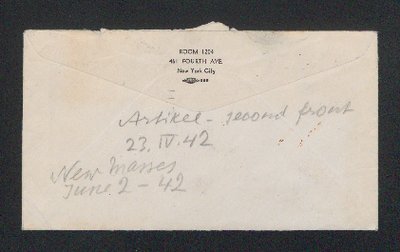 ROOM 1204
461 FOURTH AVE.
New York City
Artikel - second front
23. IV. 42
New Masses
June 2 - 42